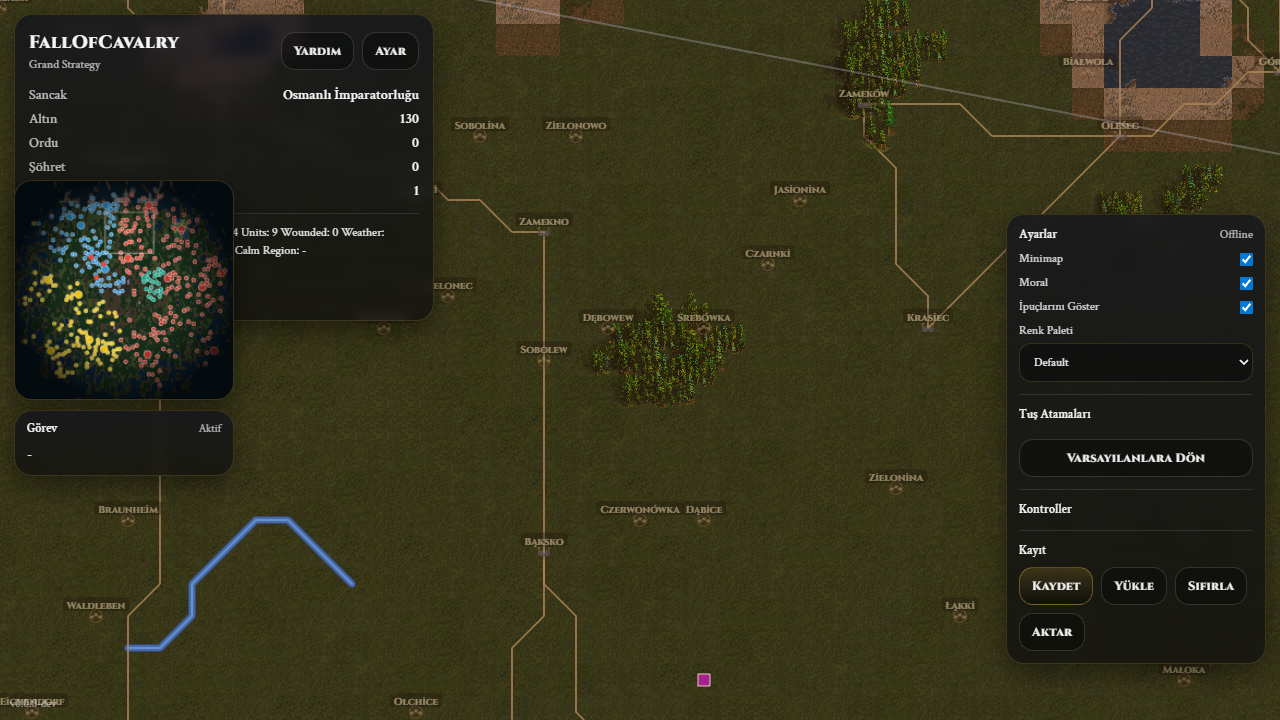 FallOfCavalry
Grand Strategy
Yardım
Ayar
Sancak Osmanlı İmparatorluğu
Altın 130
Ordu 0
Şöhret 0
1
4 Units: 9 Wounded: 0 Weather:
Calm Region: -
Görev Aktif
-
Ayarlar Offline
Minimap
Moral
İpuçlarını Göster
Renk Paleti
Default
Tuş Atamaları
Varsayılanlara Dön
Kontroller
Kayıt
Kaydet
Yükle
Sıfırla
Aktar
Białwola
Zameków
Olesec
Sobolina
Zielonowo
Jasionina
Zamekno
Czarnki
Dębowew
Srebówka
Krasiec
Sobolew
Zielonina
Braunheim
Czerwonówka
Dąbice
Bąksko
Waldleben
Łąkki
Małoka
Olchice